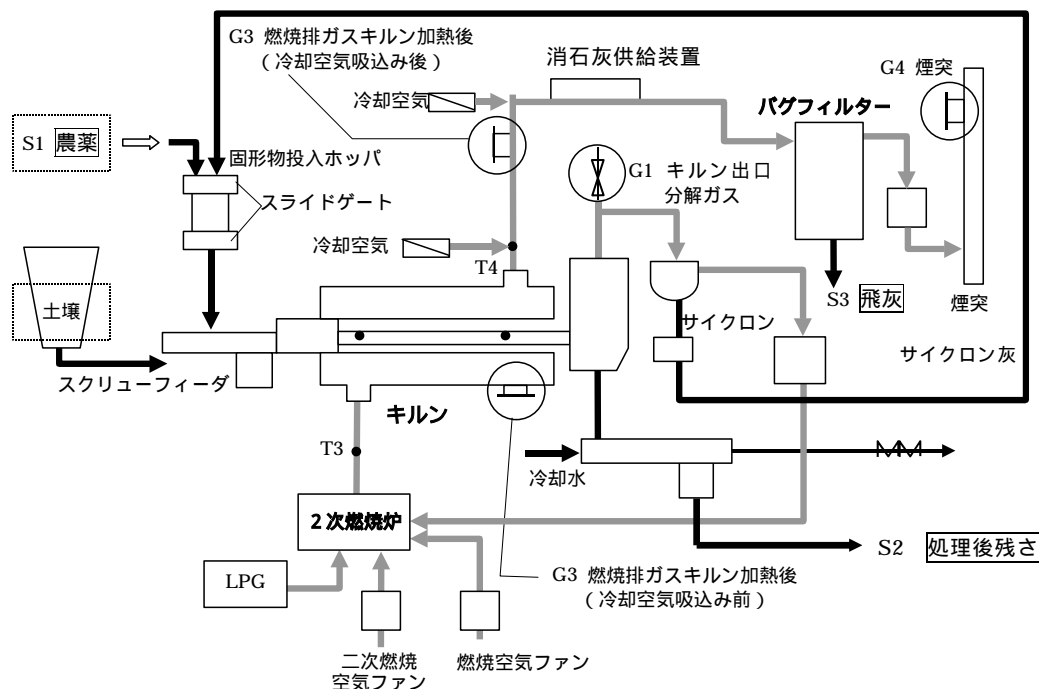 G3 燃焼排ガスキルン加熱後
(冷却空気吸込み後)
消石灰供給装置
G4 煙突
冷却空気
バグフィルター
S1 農薬
固形物投入ホッパ
G1 キルン出口
分解ガス
スライドゲート
冷却空気
T4
S3 飛灰
煙突
土壌
サイクロン
サイクロン灰
スクリューフィーダ
キルン
T3
冷却水
2次燃焼炉
S2 処理後残さ
LPG
G3 燃焼排ガスキルン加熱後
(冷却空気吸込み前)
二次燃焼
空気ファン
燃焼空気ファン